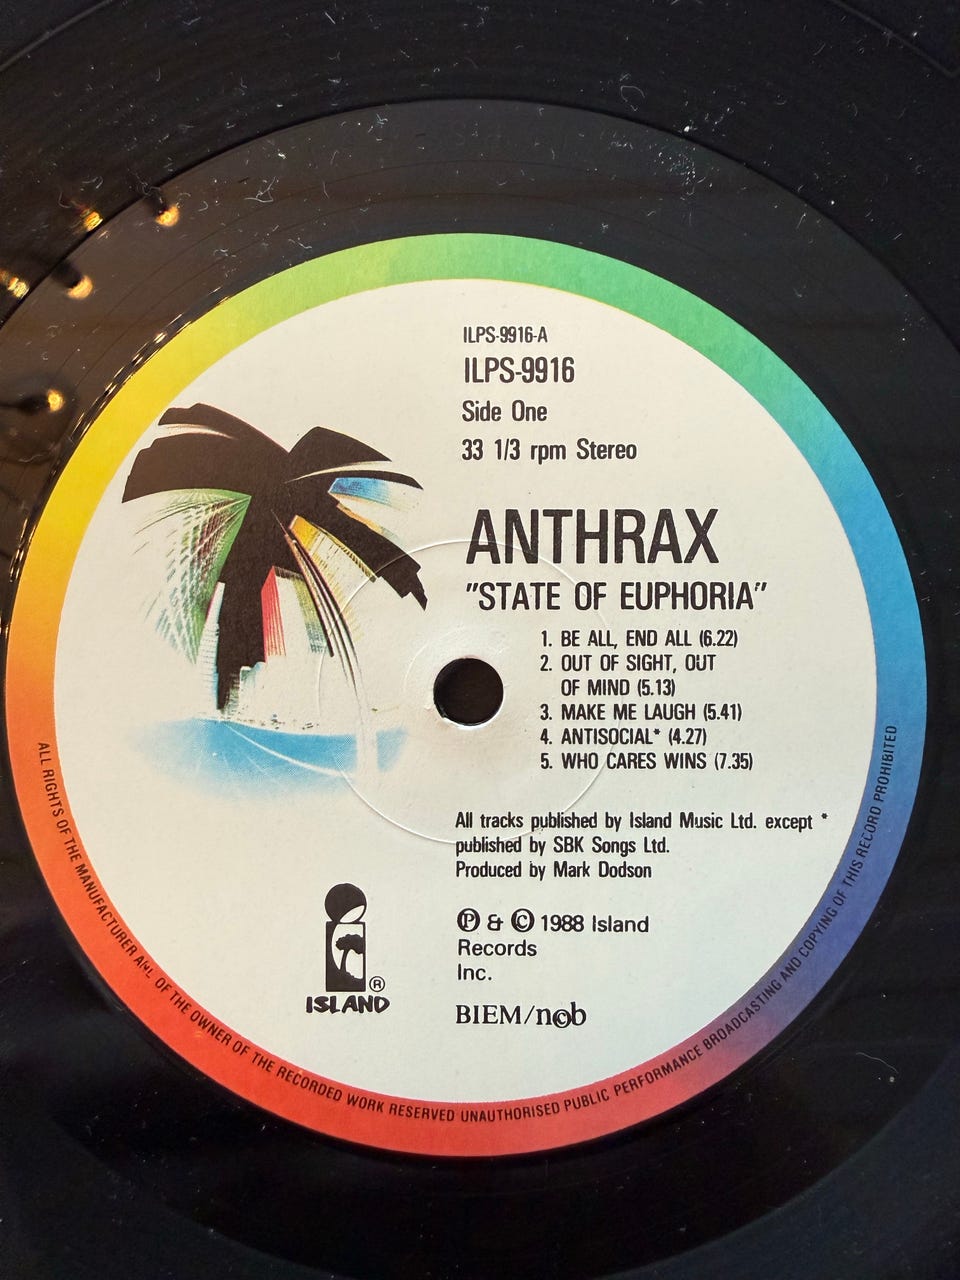 ILPS-9916-A
ILPS-9916
Side One
33 1/3 rpm Stereo
ANTHRAX
"STATE OF EUPHORIA"
1. BE ALL, END ALL (6.22)
2. OUT OF SIGHT, OUT
OF MIND (5.13)
3. MAKE ME LAUGH (5.41)
4. ANTISOCIAL* (4.27)
5. WHO CARES WINS (7.35)
All tracks published by Island Music Ltd. except *
published by SBK Songs Ltd.
Produced by Mark Dodson
Ⓟ & © 1988 Island
Records
Inc.
BIEM/n©b
®
ISLAND
ALL RIGHTS OF THE MANUFACTURER OF THE OWNER OF THE RECORDED WORK RESERVED UNAUTHORISED PUBLIC PERFORMANCE BROADCASTING AND COPYING OF THIS RECORD PROHIBITED